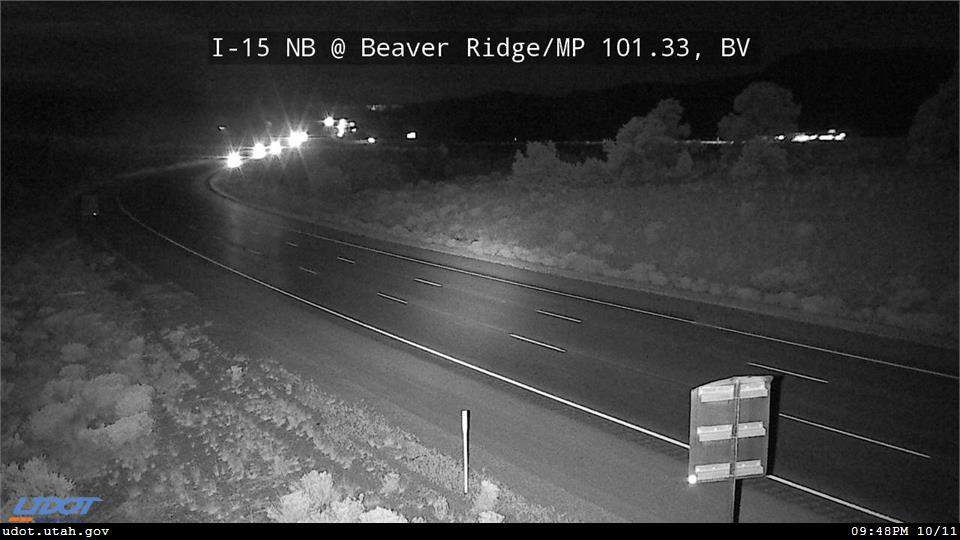 I-15 NB @ Beaver Ridge/MP 101.33, BV
UDOT
udot.utah.gov 09:48PM 10/11